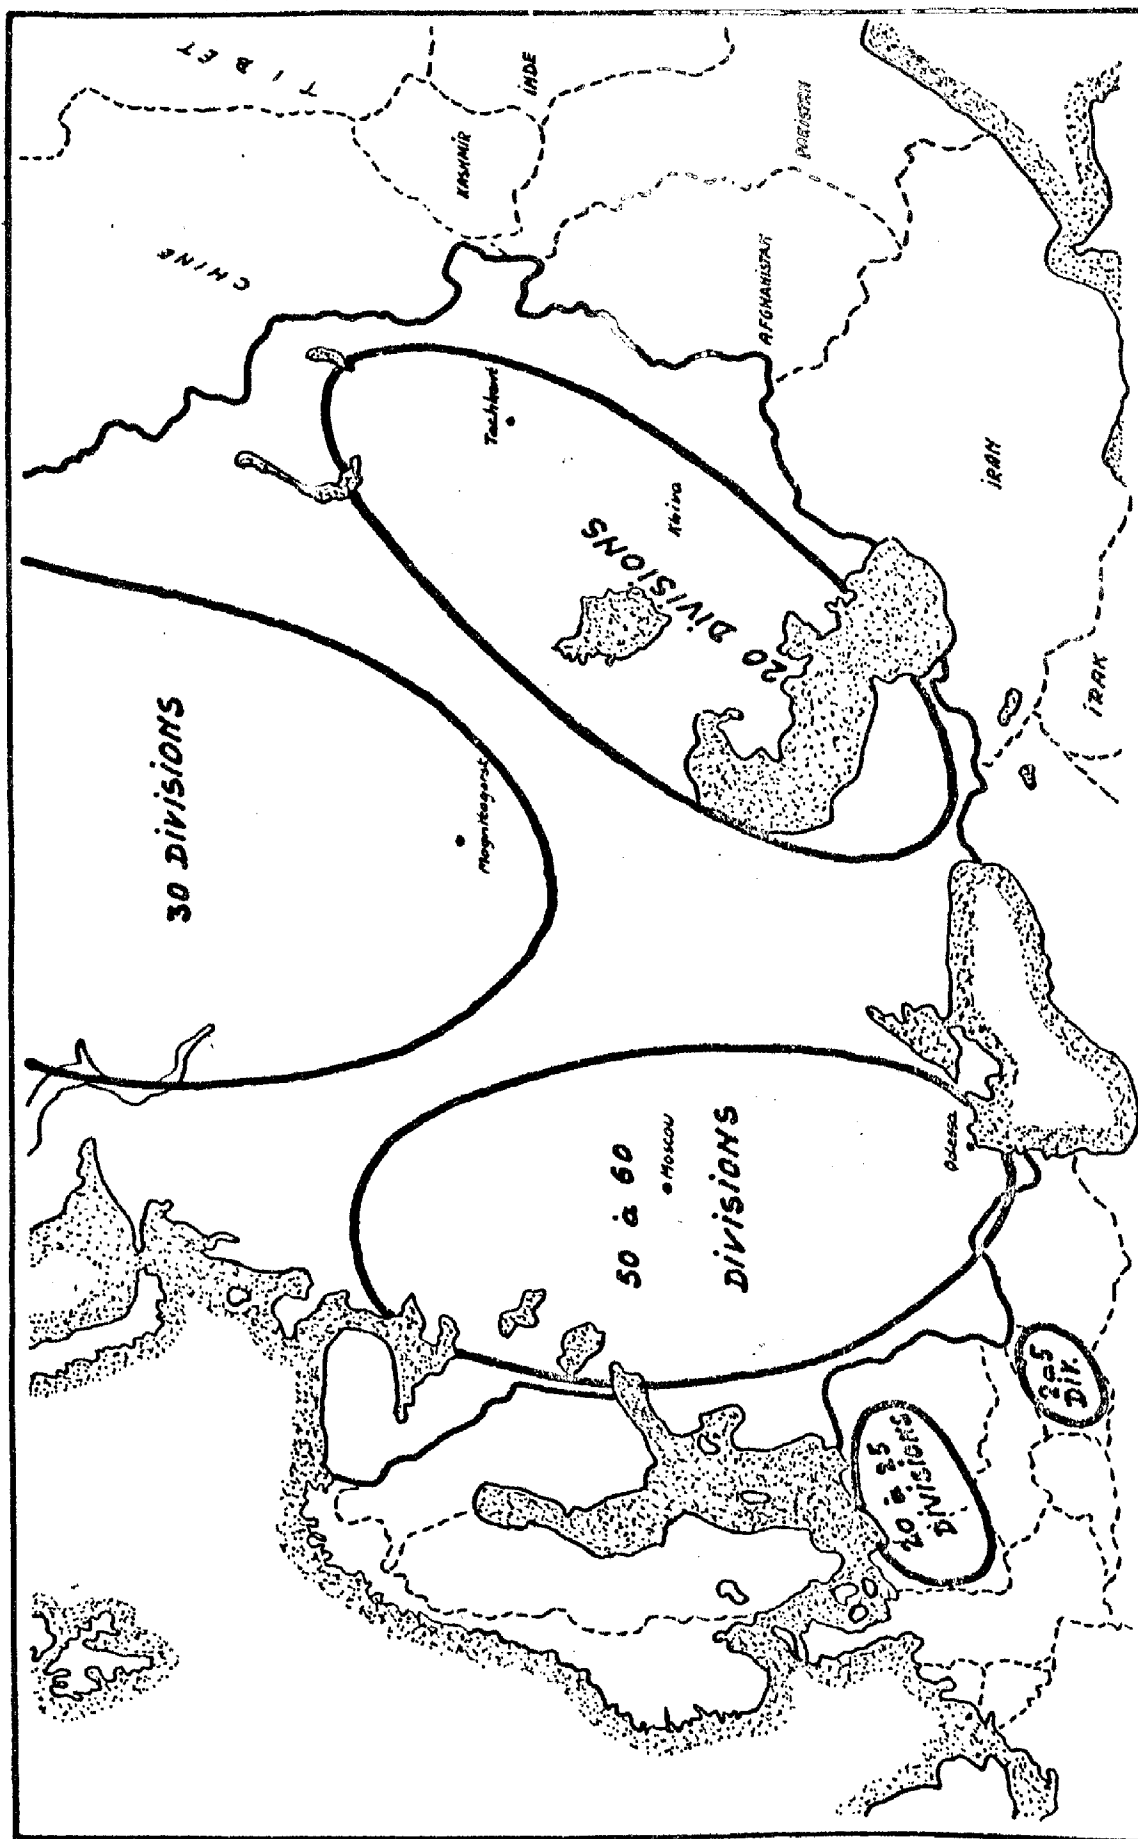 TIBET
CHINE
KASHMIR
INDE
PAKISTAN
AFGHANISTAN
IRAN
IRAK
Tachkent
Khiva
20 DIVISIONS
30 DIVISIONS
Magnitogorsk
50 à 60
• Moscou
DIVISIONS
Odessa
20 à 25
DIVISIONS
2 à 5
DIV.